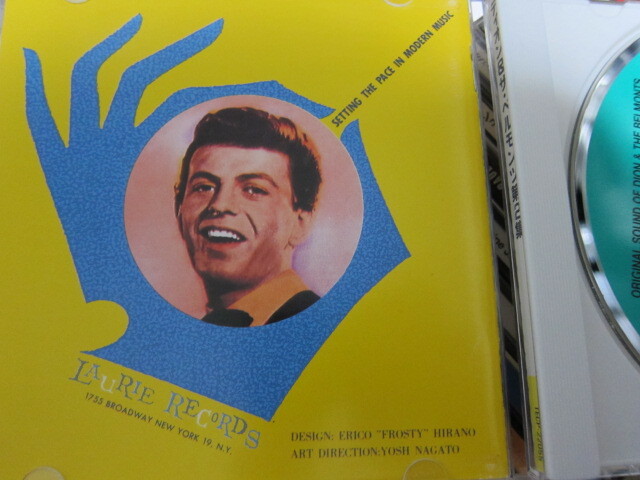 SETTING THE PACE IN MODERN MUSIC
LAURIE RECORDS
1755 BROADWAY NEW YORK 19, N.Y.
DESIGN: ERICO "FROSTY" HIRANO
ART DIRECTION:YOSH NAGATO
ORIGINAL SOUND OF DION & THE BELMONTS